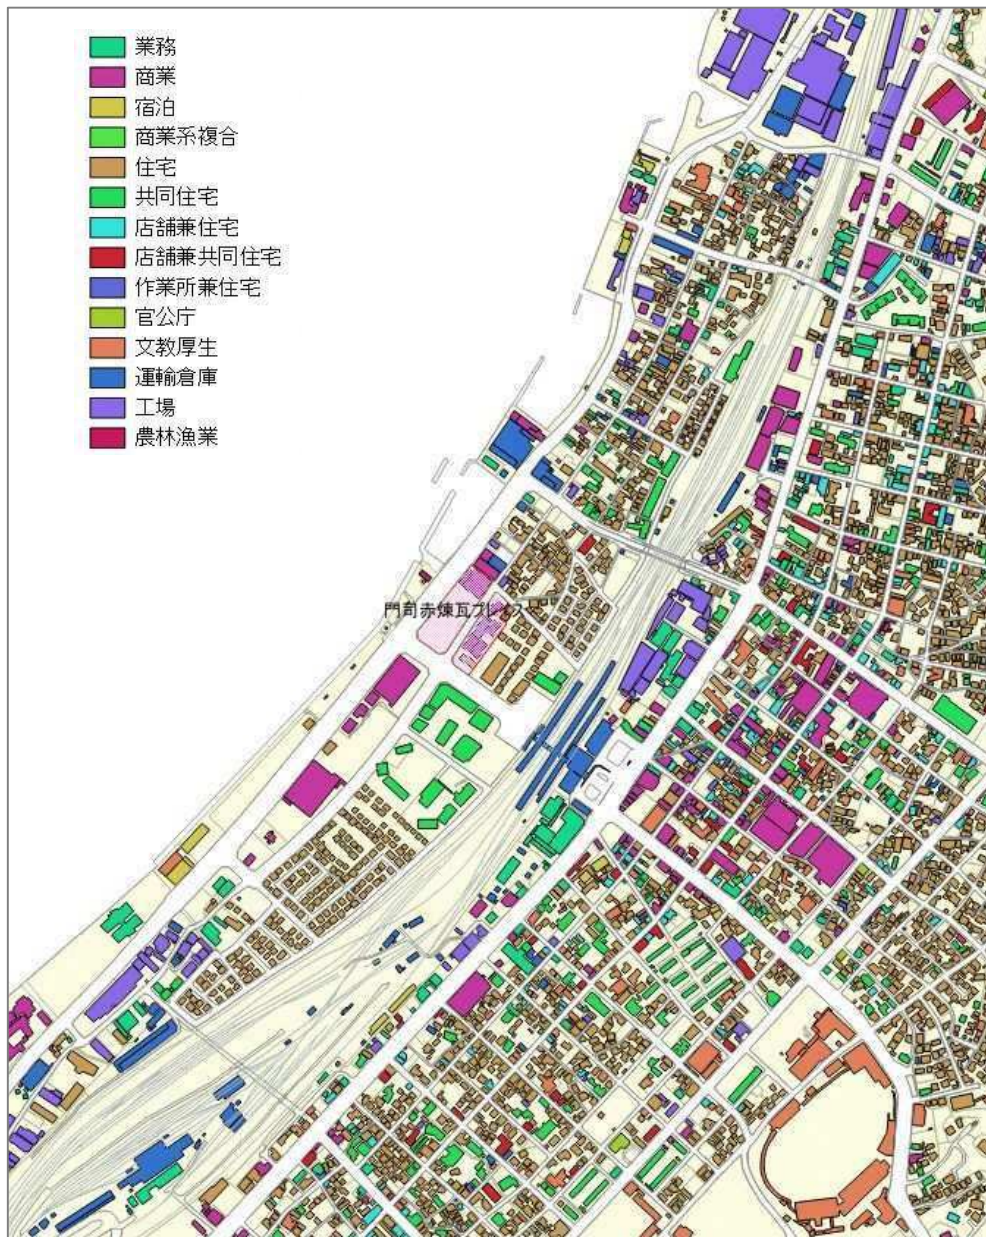 業務
商業
宿泊
商業系複合
住宅
共同住宅
店舗兼住宅
店舗兼共同住宅
作業所兼住宅
官公庁
文教厚生
運輸倉庫
工場
農林漁業
門司赤煉瓦プレイス